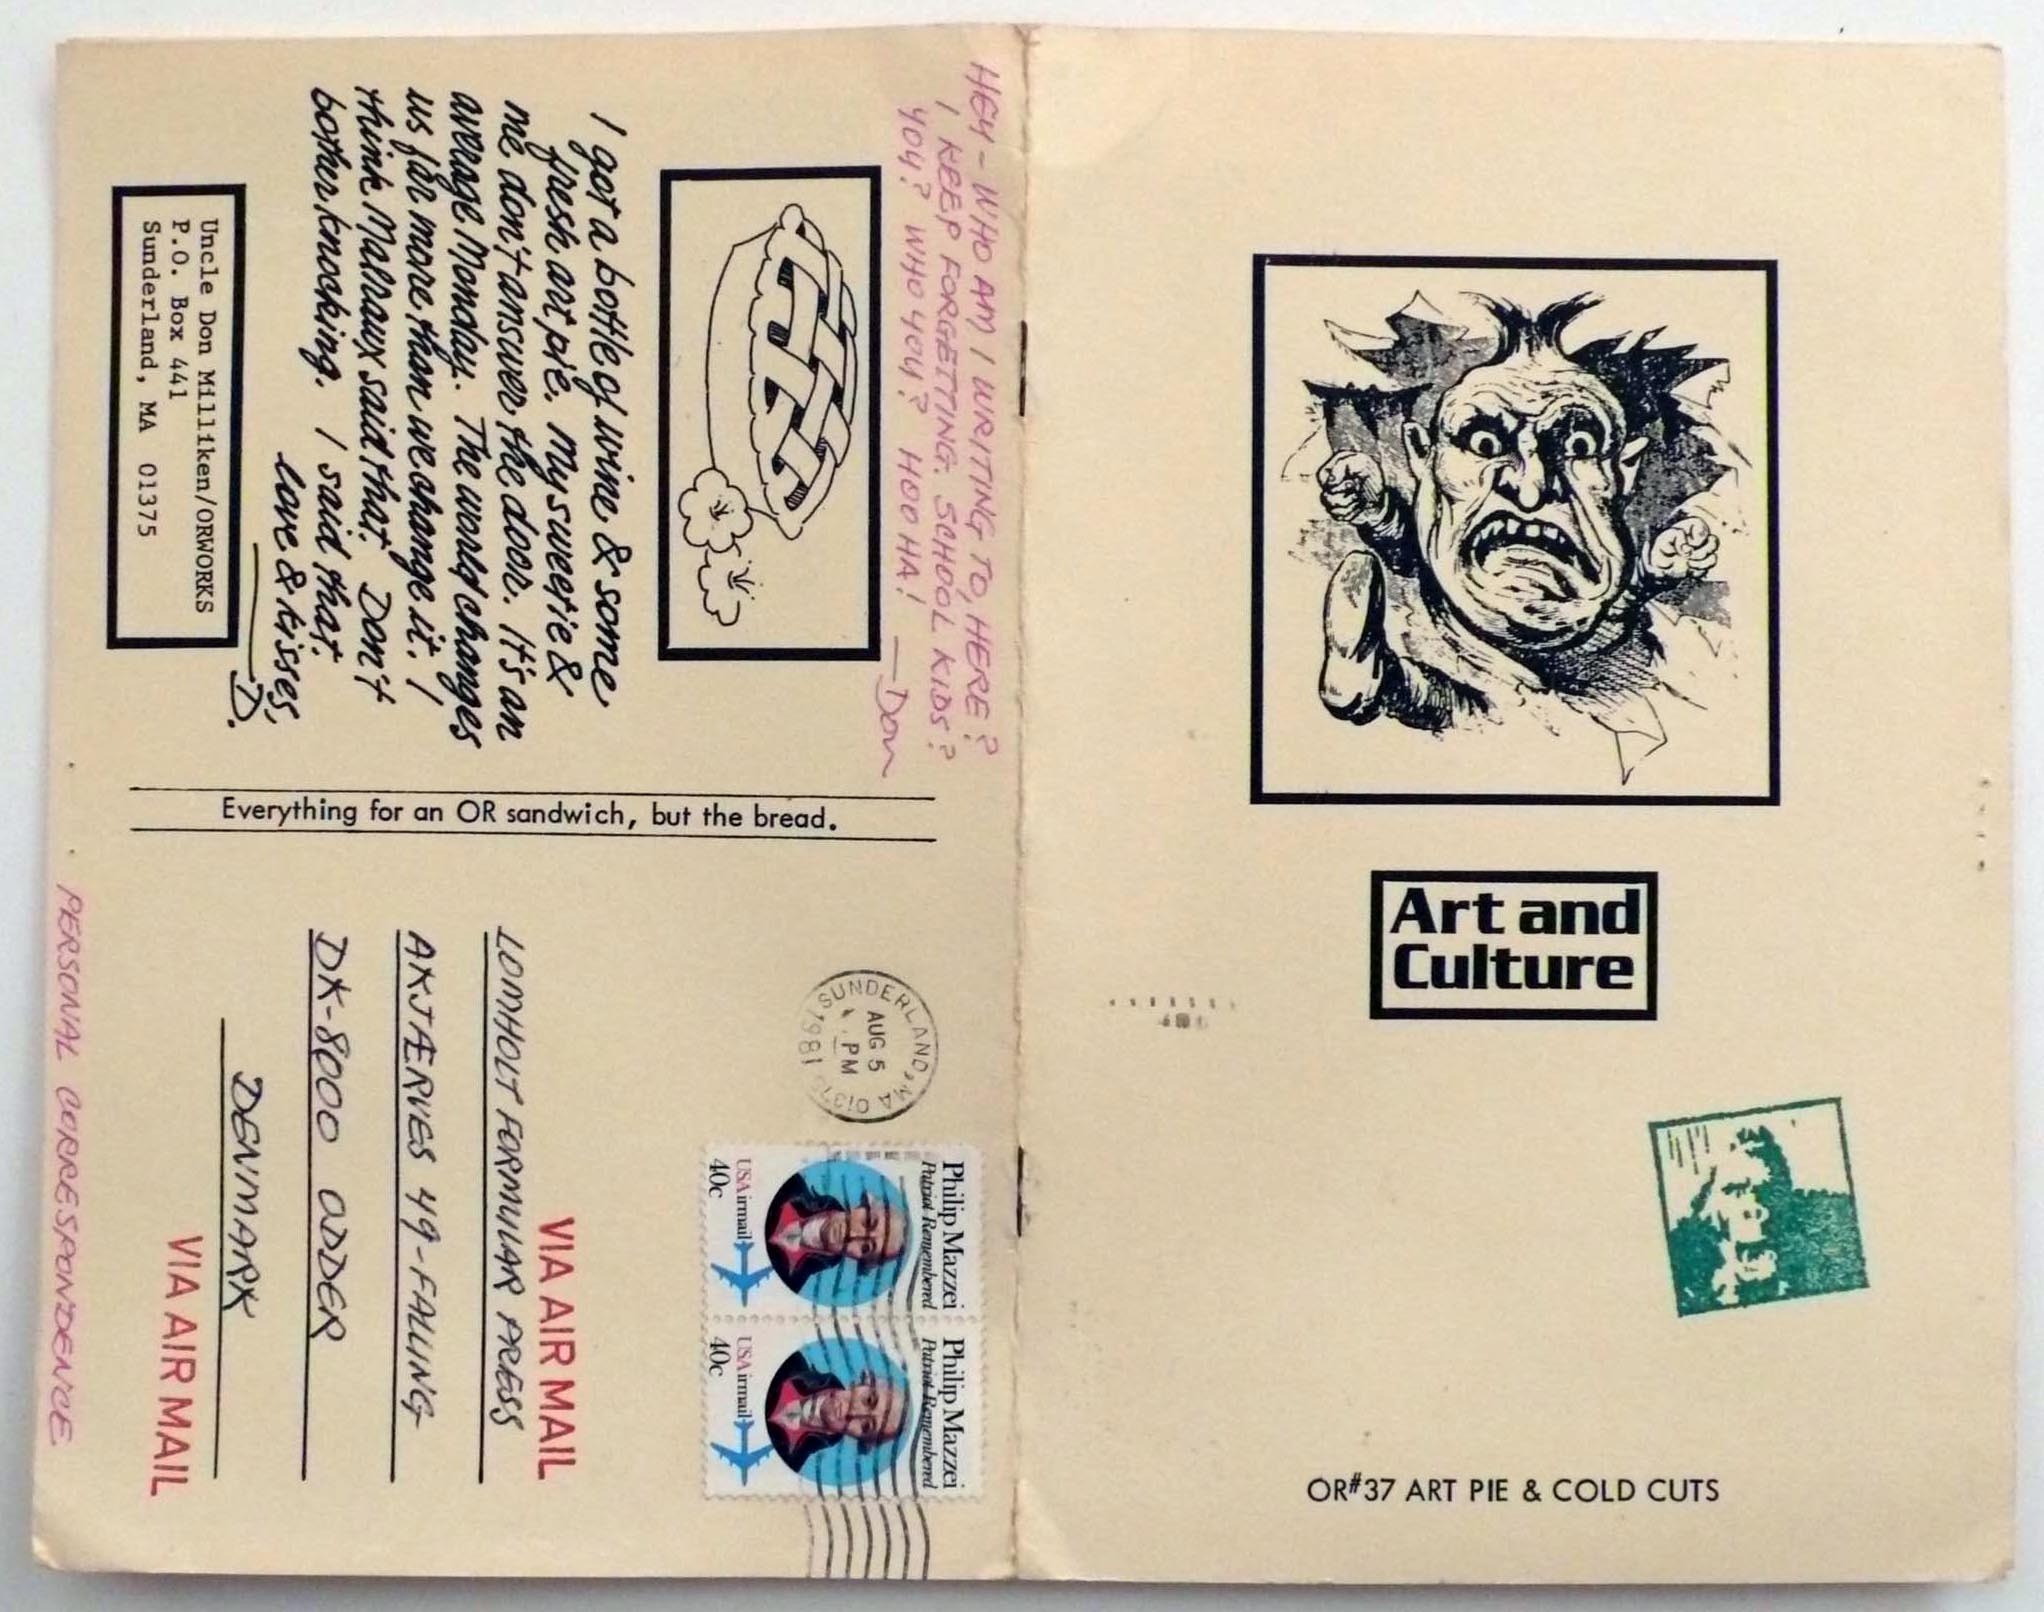 HEY - WHO AM I WRITING TO, HERE?
I KEEP FORGETTING. SCHOOL KIDS?
YOU? WHO YOU? HOO HA!
—Don
I got a bottle of wine & some
fresh art pie. My sweetie &
me don't answer the door. It's an
average Monday. The world changes
us far more than we change it. I
think Malraux said that. Don't
bother knocking. I said that.
love & kisses,
D.
Uncle Don Milliken/ORWORKS
P.O. Box 441
Sunderland, MA 01375
Everything for an OR sandwich, but the bread.
SUNDERLAND, MA 0137
AUG 5
PM
1981
Philip Mazzei
Patriot Remembered
USAirmail
40c
Philip Mazzei
Patriot Remembered
USAirmail
40c
VIA AIR MAIL
LOMHOLT FORMULAR PRESS
AKJÆRVES 49-FALLING
DK-8000 ODDER
DENMARK
VIA AIR MAIL
PERSONAL CORRESPONDENCE
Art and
Culture
OR#37 ART PIE & COLD CUTS